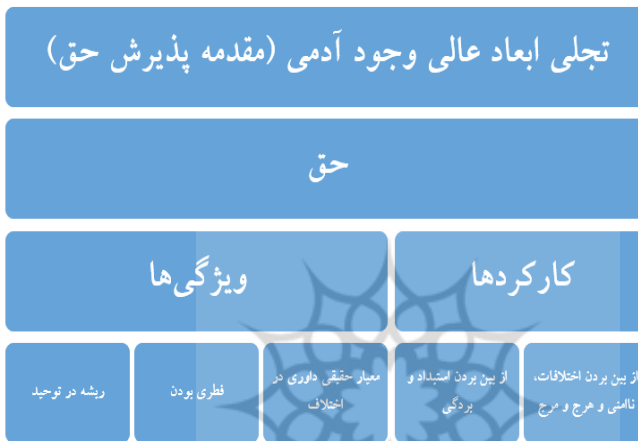 تجلی ابعاد عالی وجود آدمی (مقدمه پذیرش حق)
حق
کارکردها
ویژگی‌ها
از بین بردن اختلافات،
ناامنی و هرج و مرج
از بین بردن استبداد و
بردگی
معیار حقیقی داوری در
اختلاف
فطری بودن
ریشه در توحید